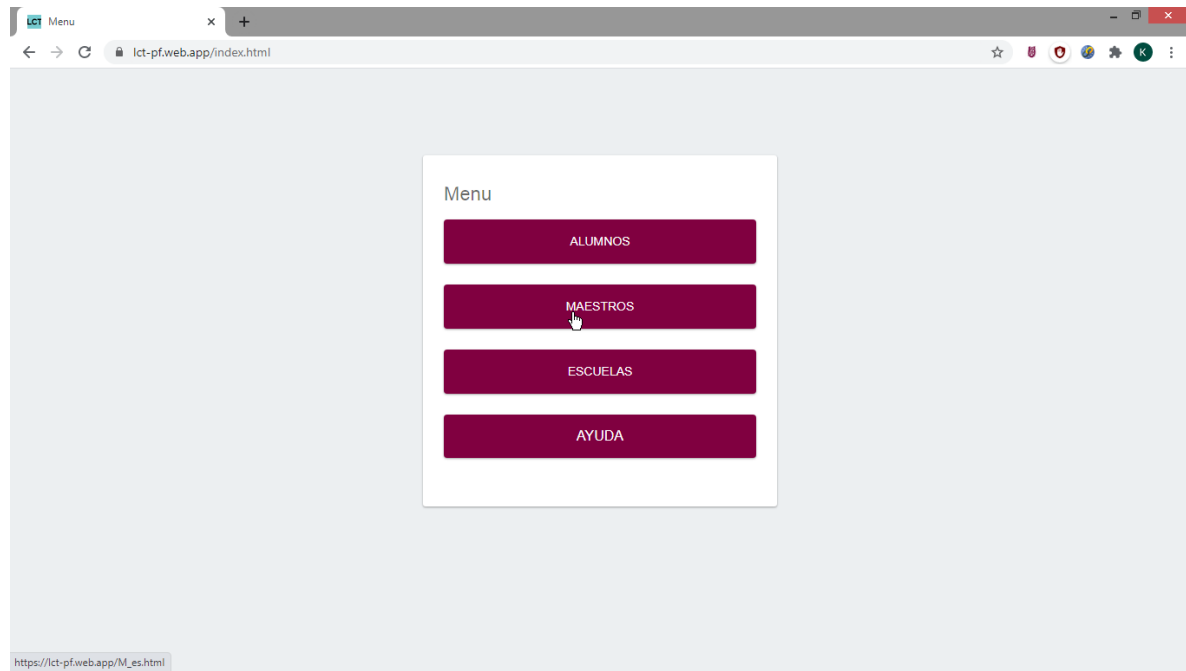 LCT Menu
lct-pf.web.app/index.html
K
Menu
ALUMNOS
MAESTROS
ESCUELAS
AYUDA
https://lct-pf.web.app/M_es.html